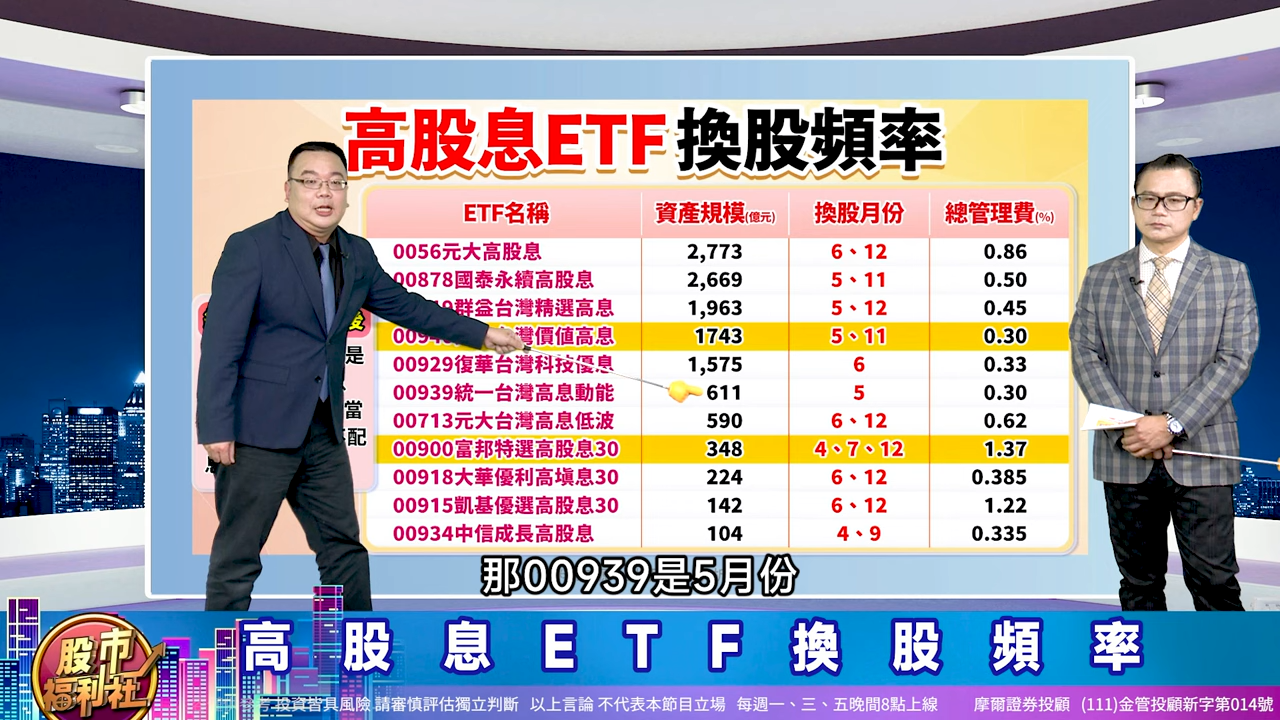 高股息ETF換股頻率
ETF名稱 資產規模(億元) 換股月份 總管理費(%)
0056元大高股息 2,773 6、12 0.86
00878國泰永續高股息 2,669 5、11 0.50
群益台灣精選高息 1,963 5、12 0.45
灣價值高息 1743 5、11 0.30
00929復華台灣科技優息 1,575 6 0.33
00939統一台灣高息動能 611 5 0.30
00713元大台灣高息低波 590 6、12 0.62
00900富邦特選高股息30 348 4、7、12 1.37
00918大華優利高填息30 224 6、12 0.385
00915凱基優選高股息30 142 6、12 1.22
00934中信成長高股息 104 4、9 0.335
是
當
配
那00939是5月份
高股息ETF換股頻率
股市
福利社
投資皆具風險 請審慎評估獨立判斷 以上言論 不代表本節目立場 每週一、三、五晚間8點上線 摩爾證券投顧 (111)金管投顧新字第014號